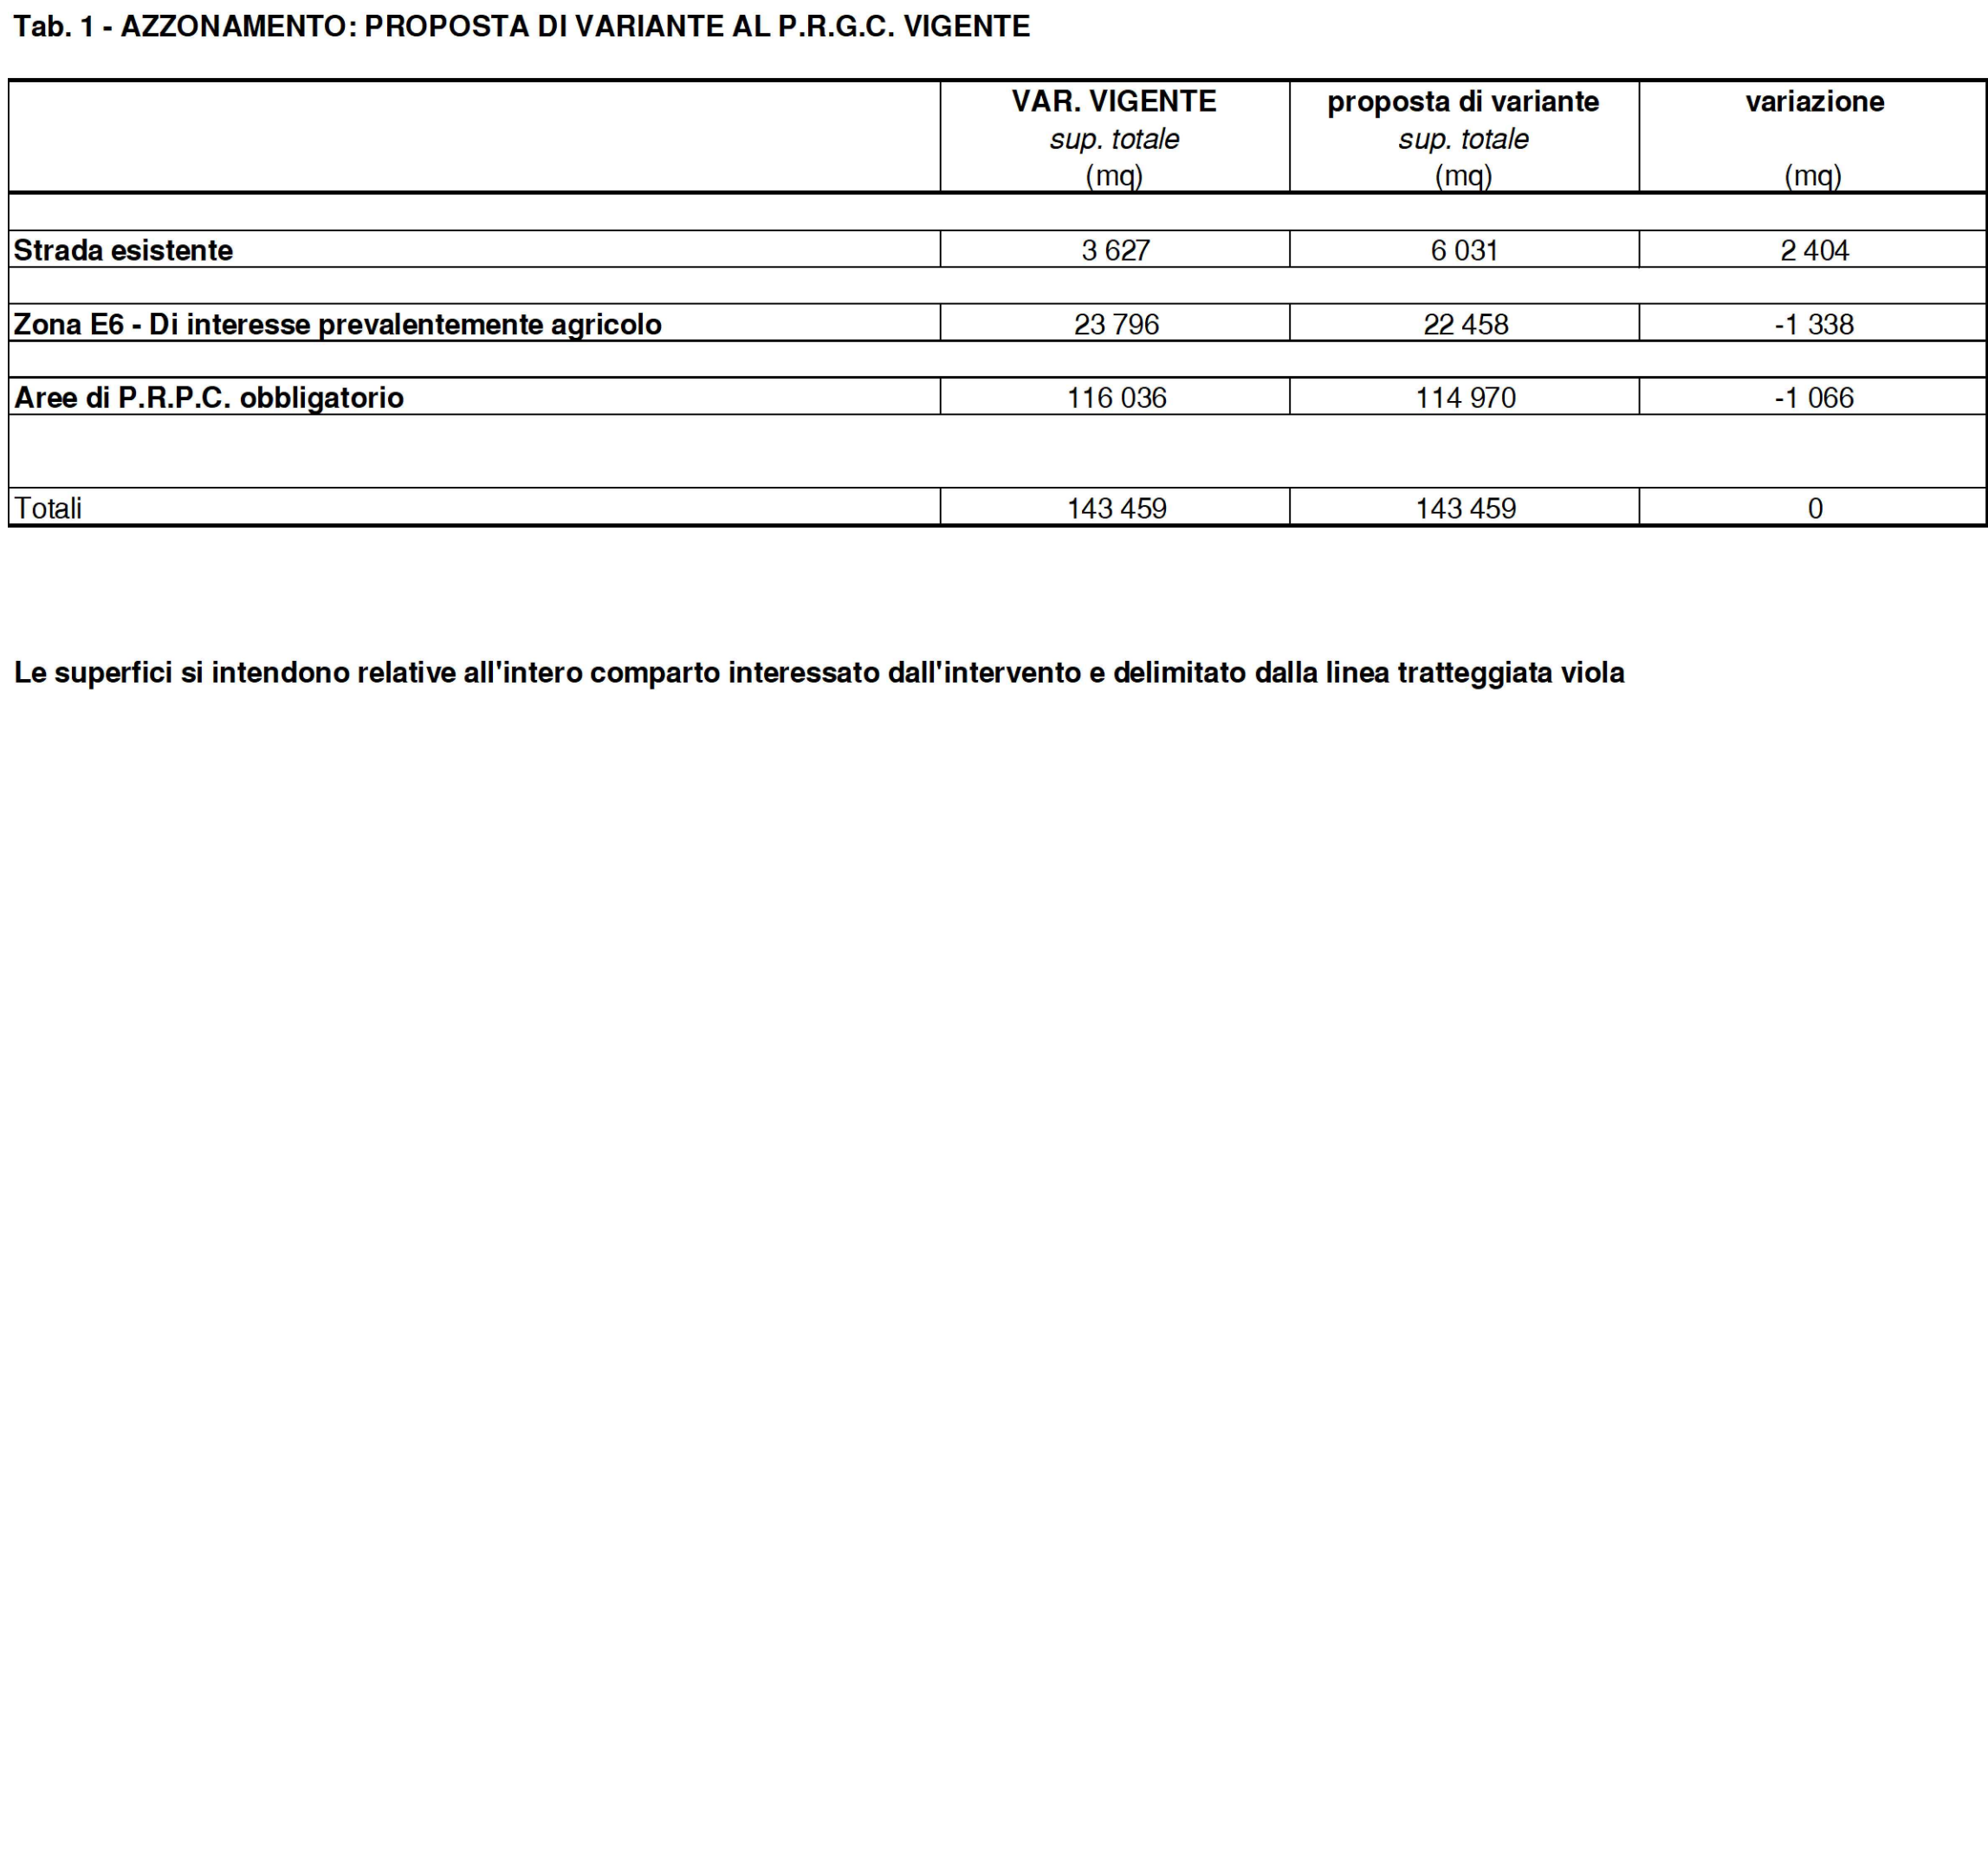 Tab. 1 - AZZONAMENTO: PROPOSTA DI VARIANTE AL P.R.G.C. VIGENTE
VAR. VIGENTE proposta di variante variazione
sup. totale sup. totale
(mq) (mq) (mq)
Strada esistente 3 627 6 031 2 404
Zona E6 - Di interesse prevalentemente agricolo 23 796 22 458 -1 338
Aree di P.R.P.C. obbligatorio 116 036 114 970 -1 066
Totali 143 459 143 459 0
Le superfici si intendono relative all'intero comparto interessato dall'intervento e delimitato dalla linea tratteggiata viola